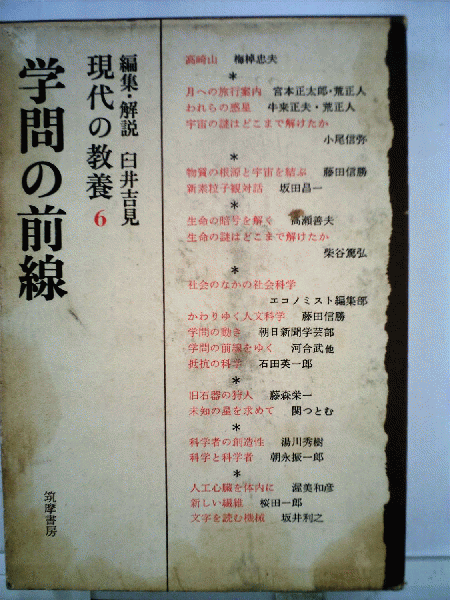 学問の前線
編集・解説 臼井吉見
現代の教養 6
筑摩書房
高崎山 梅棹忠夫
*
月への旅行案内 宮本正太郎・荒正人
われらの惑星 牛来正夫・荒正人
宇宙の謎はどこまで解けたか
小尾信弥
*
物質の根源と宇宙を結ぶ 藤田信勝
新素粒子観対話 坂田昌一
*
生命の暗号を解く 高瀬善夫
生命の謎はどこまで解けたか
柴谷篤弘
*
社会のなかの社会科学
エコノミスト編集部
かわりゆく人文科学 藤田信勝
学問の動き 朝日新聞学芸部
学問の前線をゆく 河合武他
抵抗の科学 石田英一郎
*
旧石器の狩人 藤森栄一
未知の星を求めて 関つとむ
*
科学者の創造性 湯川秀樹
科学と科学者 朝永振一郎
*
人工心臓を体内に 渥美和彦
新しい繊維 桜田一郎
文字を読む機械 坂井利之